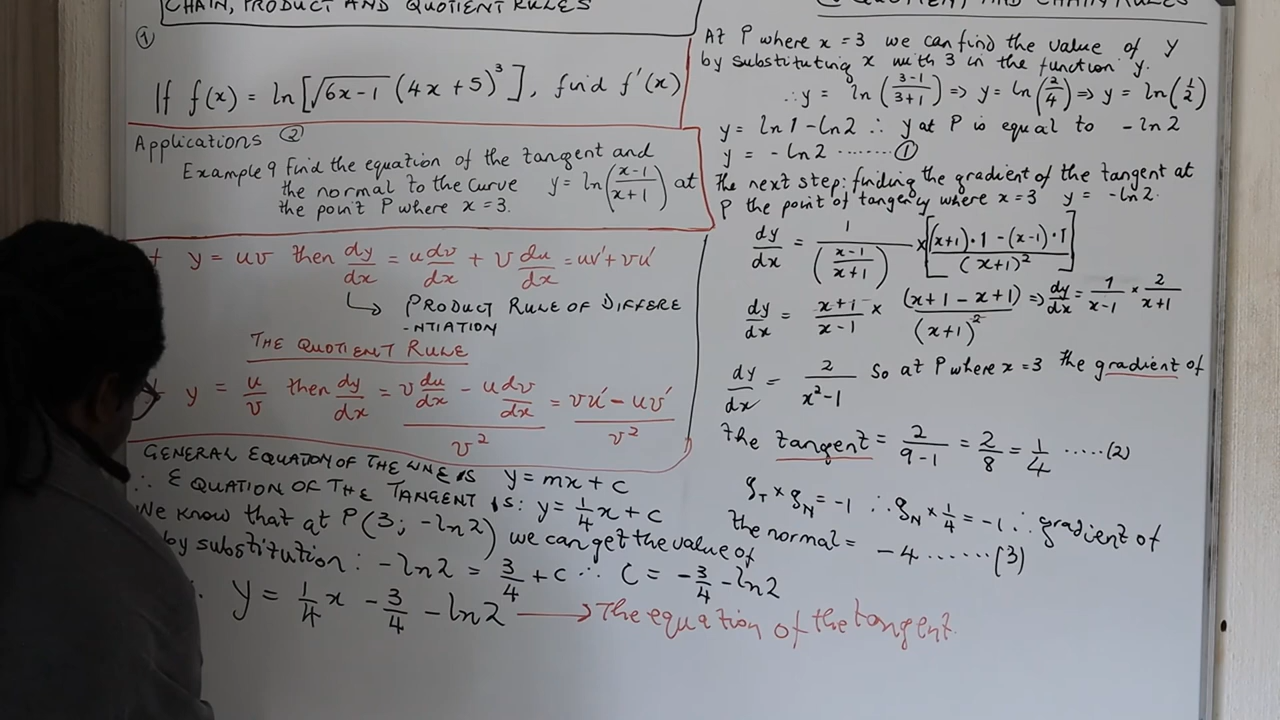 CHAIN, PRODUCT AND QUOTIENT RULES
①
If f(x) = ln[√6x-1 (4x+5)³], find f'(x)
Applications ②
Example 9 Find the equation of the tangent and
the normal to the curve y = ln((x-1)/(x+1)) at
the point P where x = 3.
y = uv then dy/dx = u dv/dx + v du/dx = uv' + vu'
↳ PRODUCT RULE OF DIFFERE
-NTIATION
THE QUOTIENT RULE
y = u/v then dy/dx = (v du/dx - u dv/dx)/v² = (vu' - uv')/v²
GENERAL EQUATION OF THE LINE IS y = mx + c
∴ EQUATION OF THE TANGENT IS: y = 1/4 x + c
We know that at P(3; -ln2) we can get the value of
by substitution: -ln2 = 3/4 + c ∴ C = -3/4 - ln2
∴ y = 1/4 x - 3/4 - ln2 → The equation of the tangent.
QUOTIENT AND CHAIN RULES
At P where x = 3 we can find the value of y
by substituting x with 3 in the function y.
∴ y = ln((3-1)/(3+1)) ⇒ y = ln(2/4) ⇒ y = ln(1/2)
y = ln1 - ln2 ∴ y at P is equal to -ln2
y = -ln2 ........①
The next step: finding the gradient of the tangent at
P the point of tangency where x = 3 y = -ln2.
dy/dx = 1/((x-1)/(x+1)) × [((x+1)·1 - (x-1)·1)/(x+1)²]
dy/dx = (x+1)/(x-1) × (x+1-x+1)/(x+1)² ⇒ dy/dx = 1/(x-1) × 2/(x+1)
dy/dx = 2/(x²-1) So at P where x = 3 the gradient of
the tangent = 2/(9-1) = 2/8 = 1/4 .....(2)
g_T × g_N = -1 ∴ g_N × 1/4 = -1 ∴ gradient of
the normal = -4 ......(3)